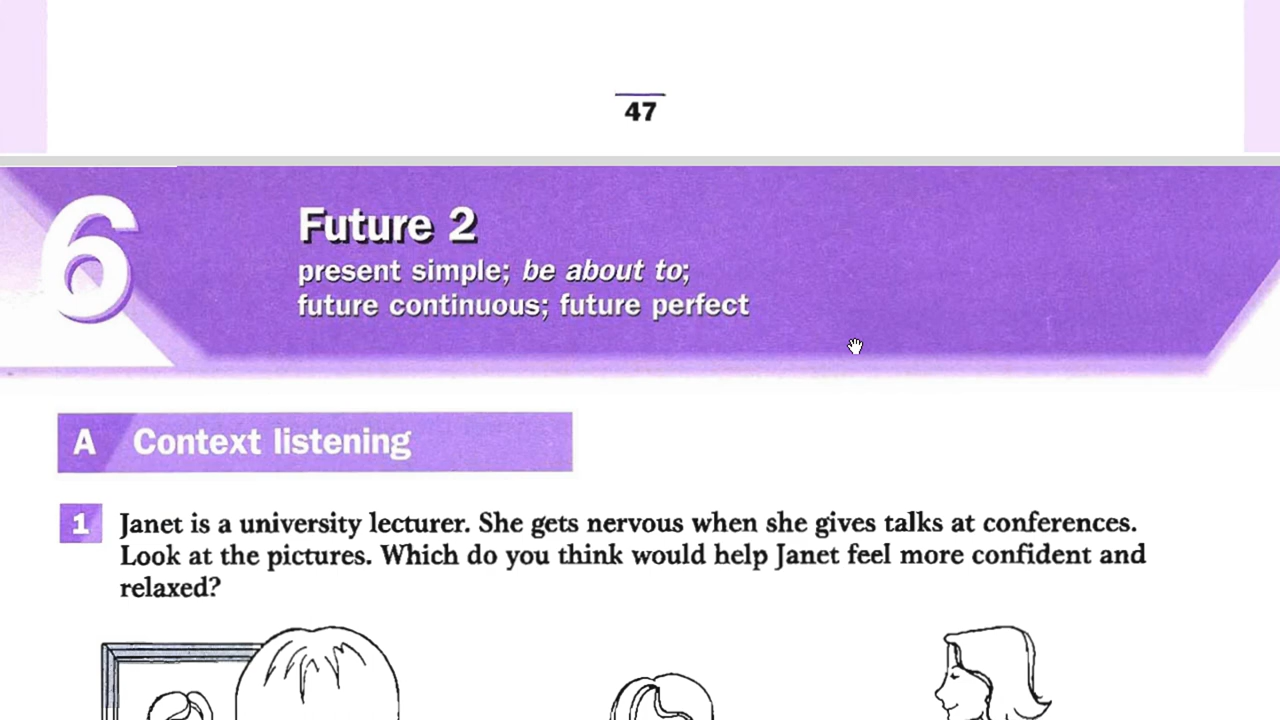 47
6
Future 2
present simple; be about to;
future continuous; future perfect
A Context listening
1 Janet is a university lecturer. She gets nervous when she gives talks at conferences.
Look at the pictures. Which do you think would help Janet feel more confident and
relaxed?